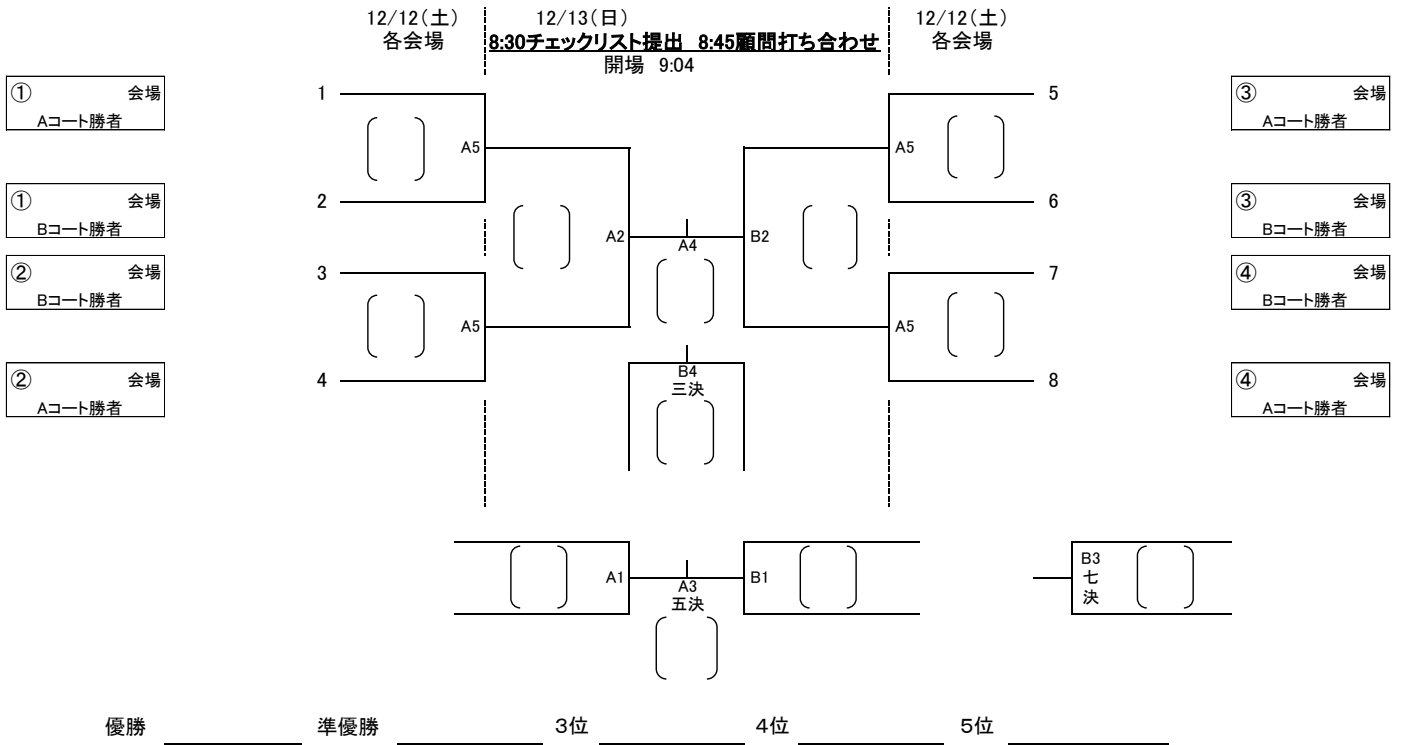 12/12(土) 12/13(日) 12/12(土)
各会場 8:30チェックリスト提出 8:45顧問打ち合わせ 各会場
開場 9:04
① 会場 1 5 ③ 会場
Aコート勝者 Aコート勝者
A5 A5
① 会場 2 6 ③ 会場
Bコート勝者 Bコート勝者
A2 A4 B2
② 会場 3 7 ④ 会場
Bコート勝者 Bコート勝者
A5 A5
② 会場 4 B4 8 ④ 会場
三決
Aコート勝者 Aコート勝者
A1 A3 B1 B3
五決 七
決
優勝 準優勝 3位 4位 5位